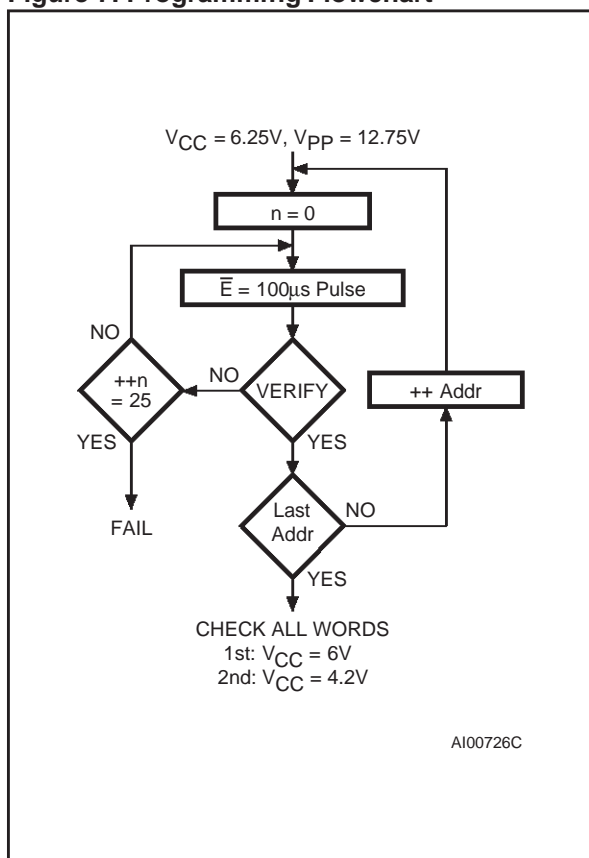 Figure Programming Flowchart
VCC = 6.25V, VPP = 12.75V
n = 0
E̅ = 100µs Pulse
NO
++n
= 25
NO
VERIFY
++ Addr
YES
YES
Last
Addr
NO
FAIL
YES
CHECK ALL WORDS
1st: VCC = 6V
2nd: VCC = 4.2V
AI00726C